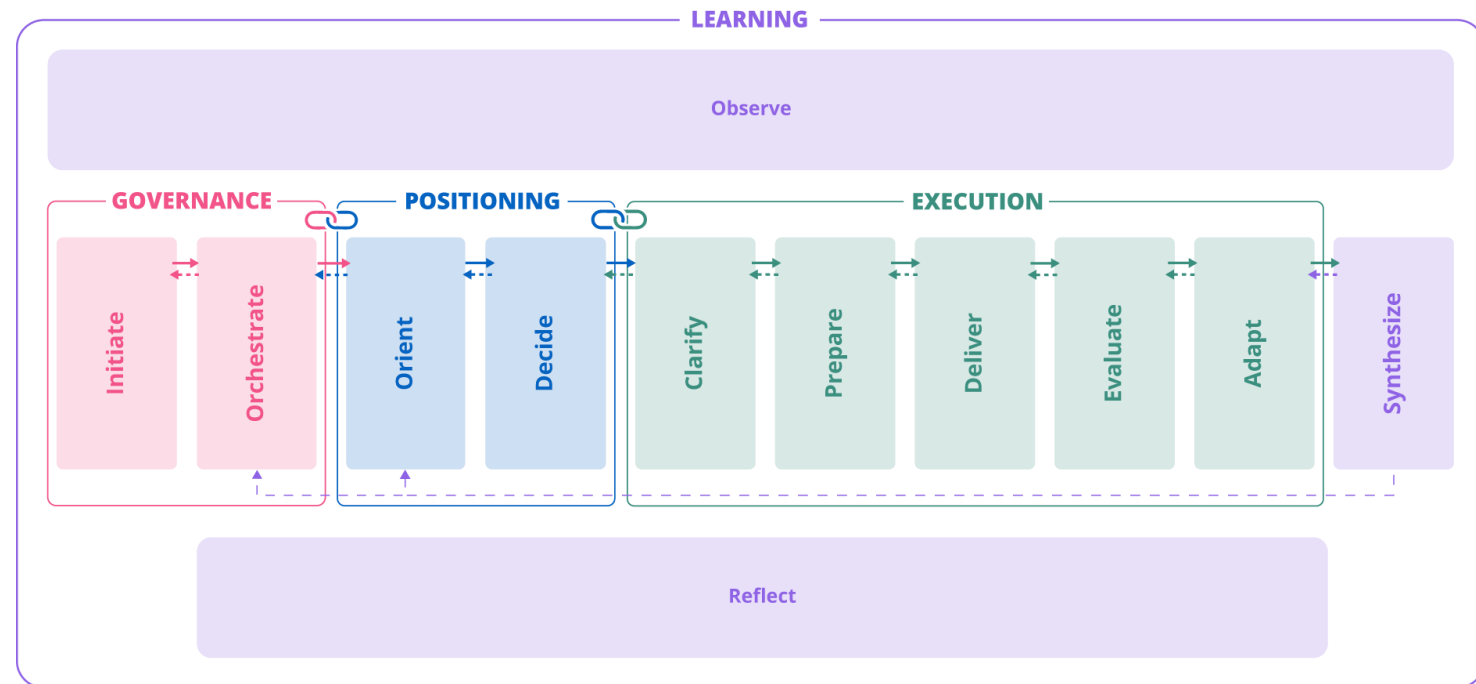 LEARNING
Observe
GOVERNANCE
POSITIONING
EXECUTION
Initiate
Orchestrate
Orient
Decide
Clarify
Prepare
Deliver
Evaluate
Adapt
Synthesize
Reflect